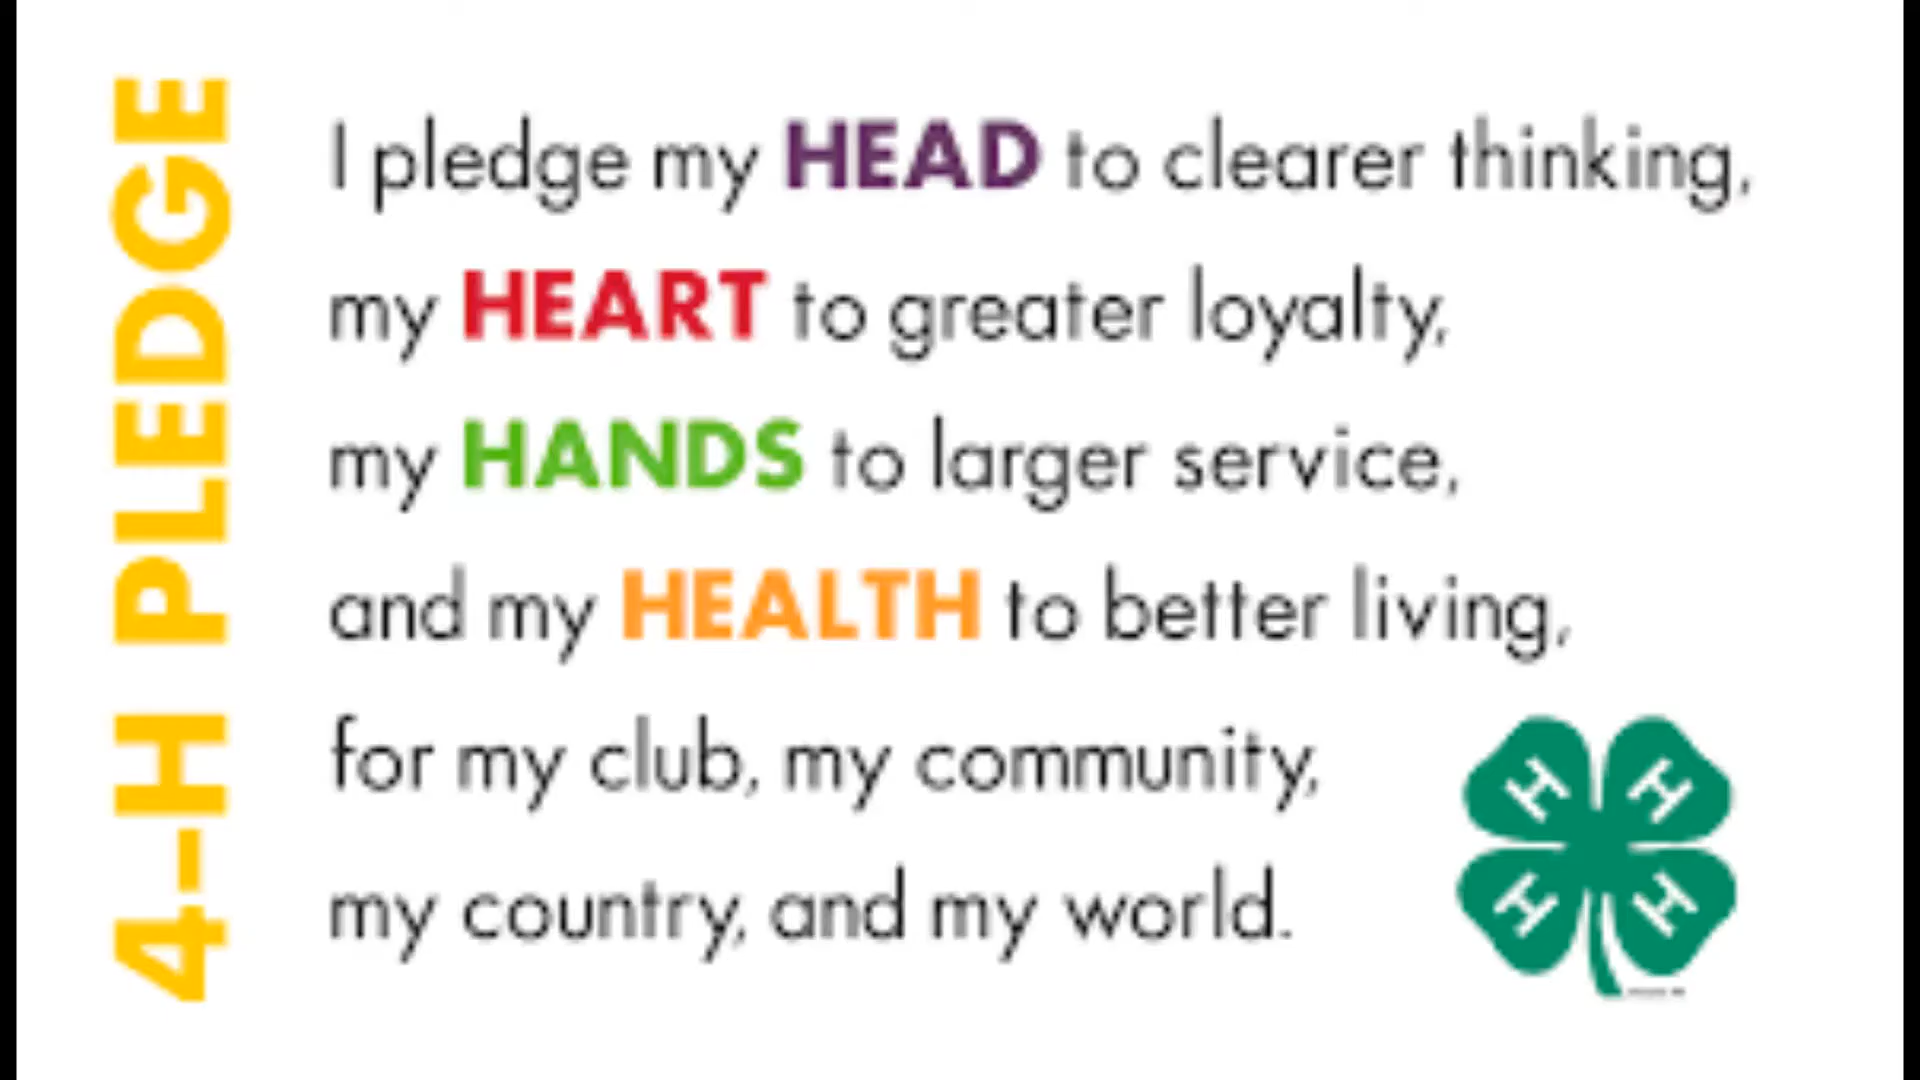 4-H PLEDGE
I pledge my HEAD to clearer thinking,
my HEART to greater loyalty,
my HANDS to larger service,
and my HEALTH to better living,
for my club, my community,
my country, and my world.
H H
H H